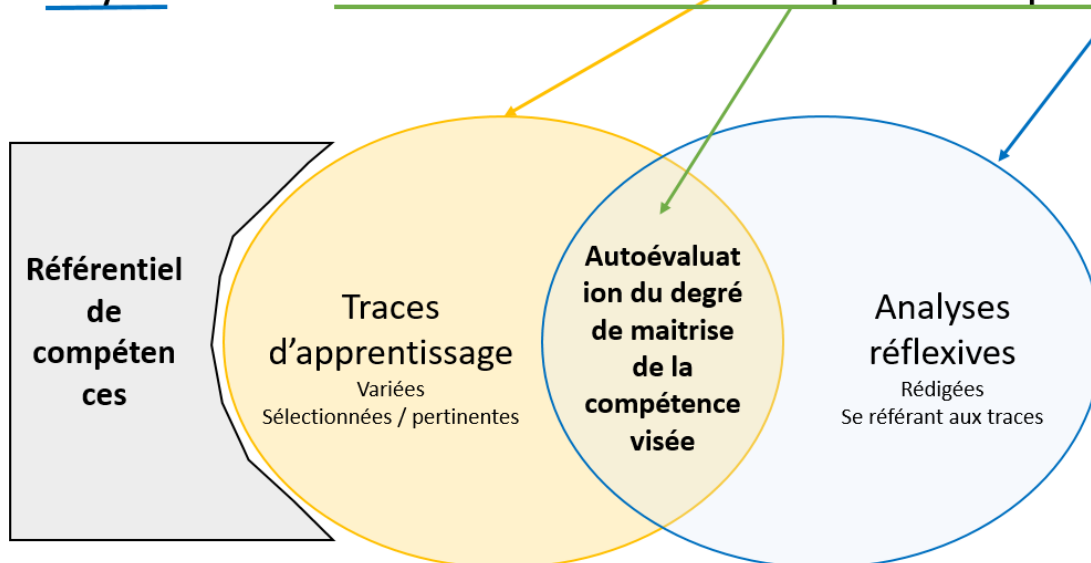 Référentiel
de
compéten
ces
Traces
d’apprentissage
Variées
Sélectionnées / pertinentes
Autoévaluat
ion du degré
de maitrise
de la
compétence
visée
Analyses
réflexives
Rédigées
Se référant aux traces